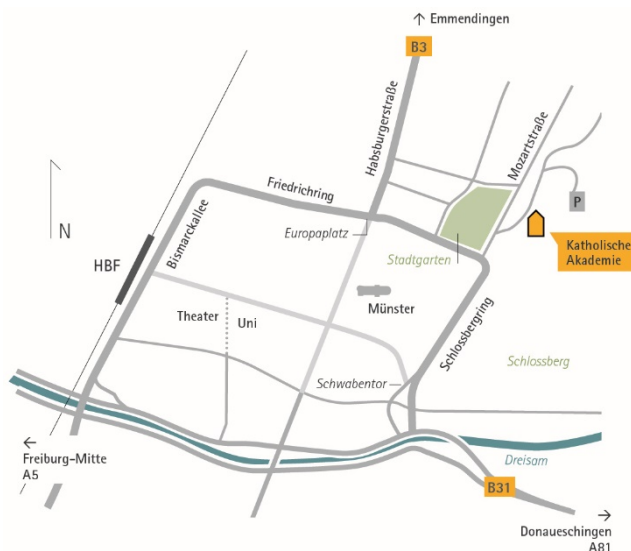 ↑ Emmendingen
B3
Habsburgerstraße
Mozartstraße
Friedrichring
P
N
Bismarckallee
Europaplatz
Stadtgarten
Katholische
Akademie
HBF
Münster
Theater
Uni
Schlossbergring
Schlossberg
Schwabentor
←
Freiburg-Mitte
A5
Dreisam
B31
→
Donaueschingen
A81